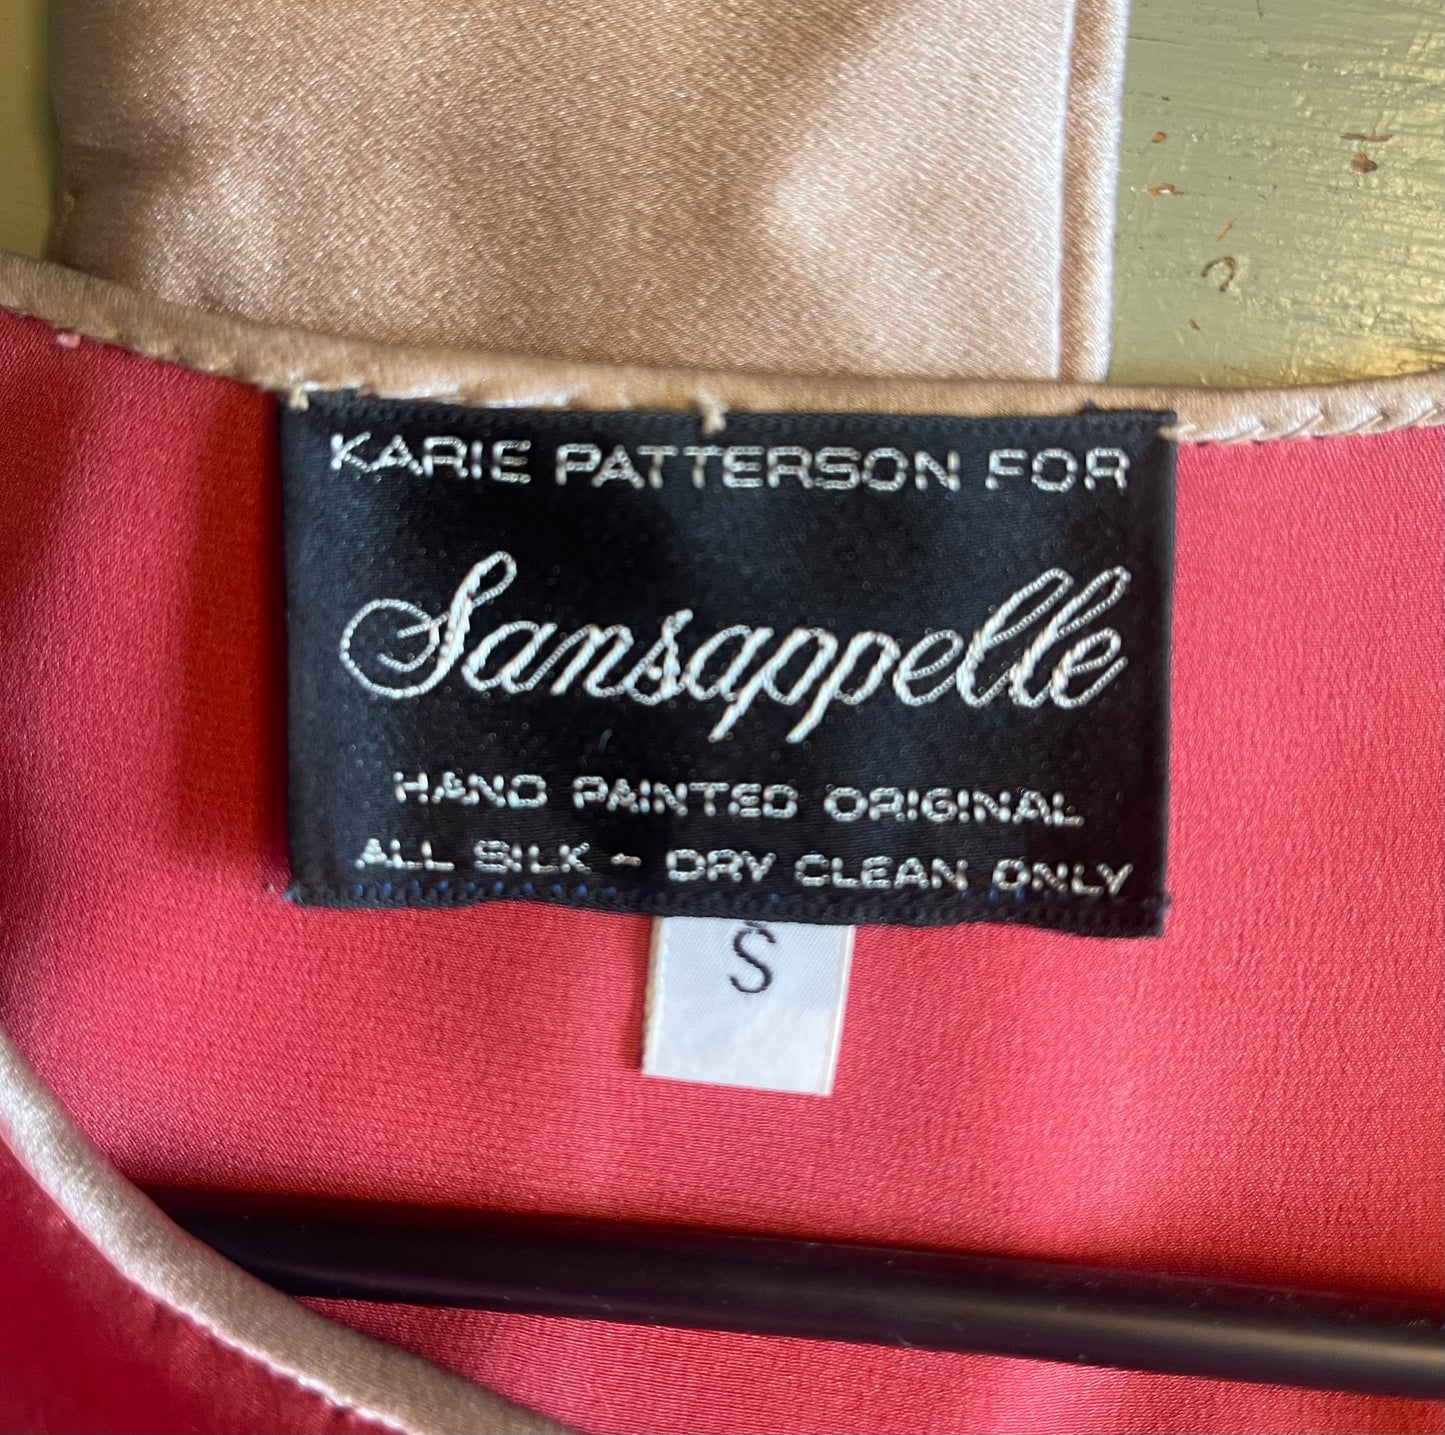 KARIE PATTERSON FOR
Sansappelle
HAND PAINTED ORIGINAL
ALL SILK - DRY CLEAN ONLY
S